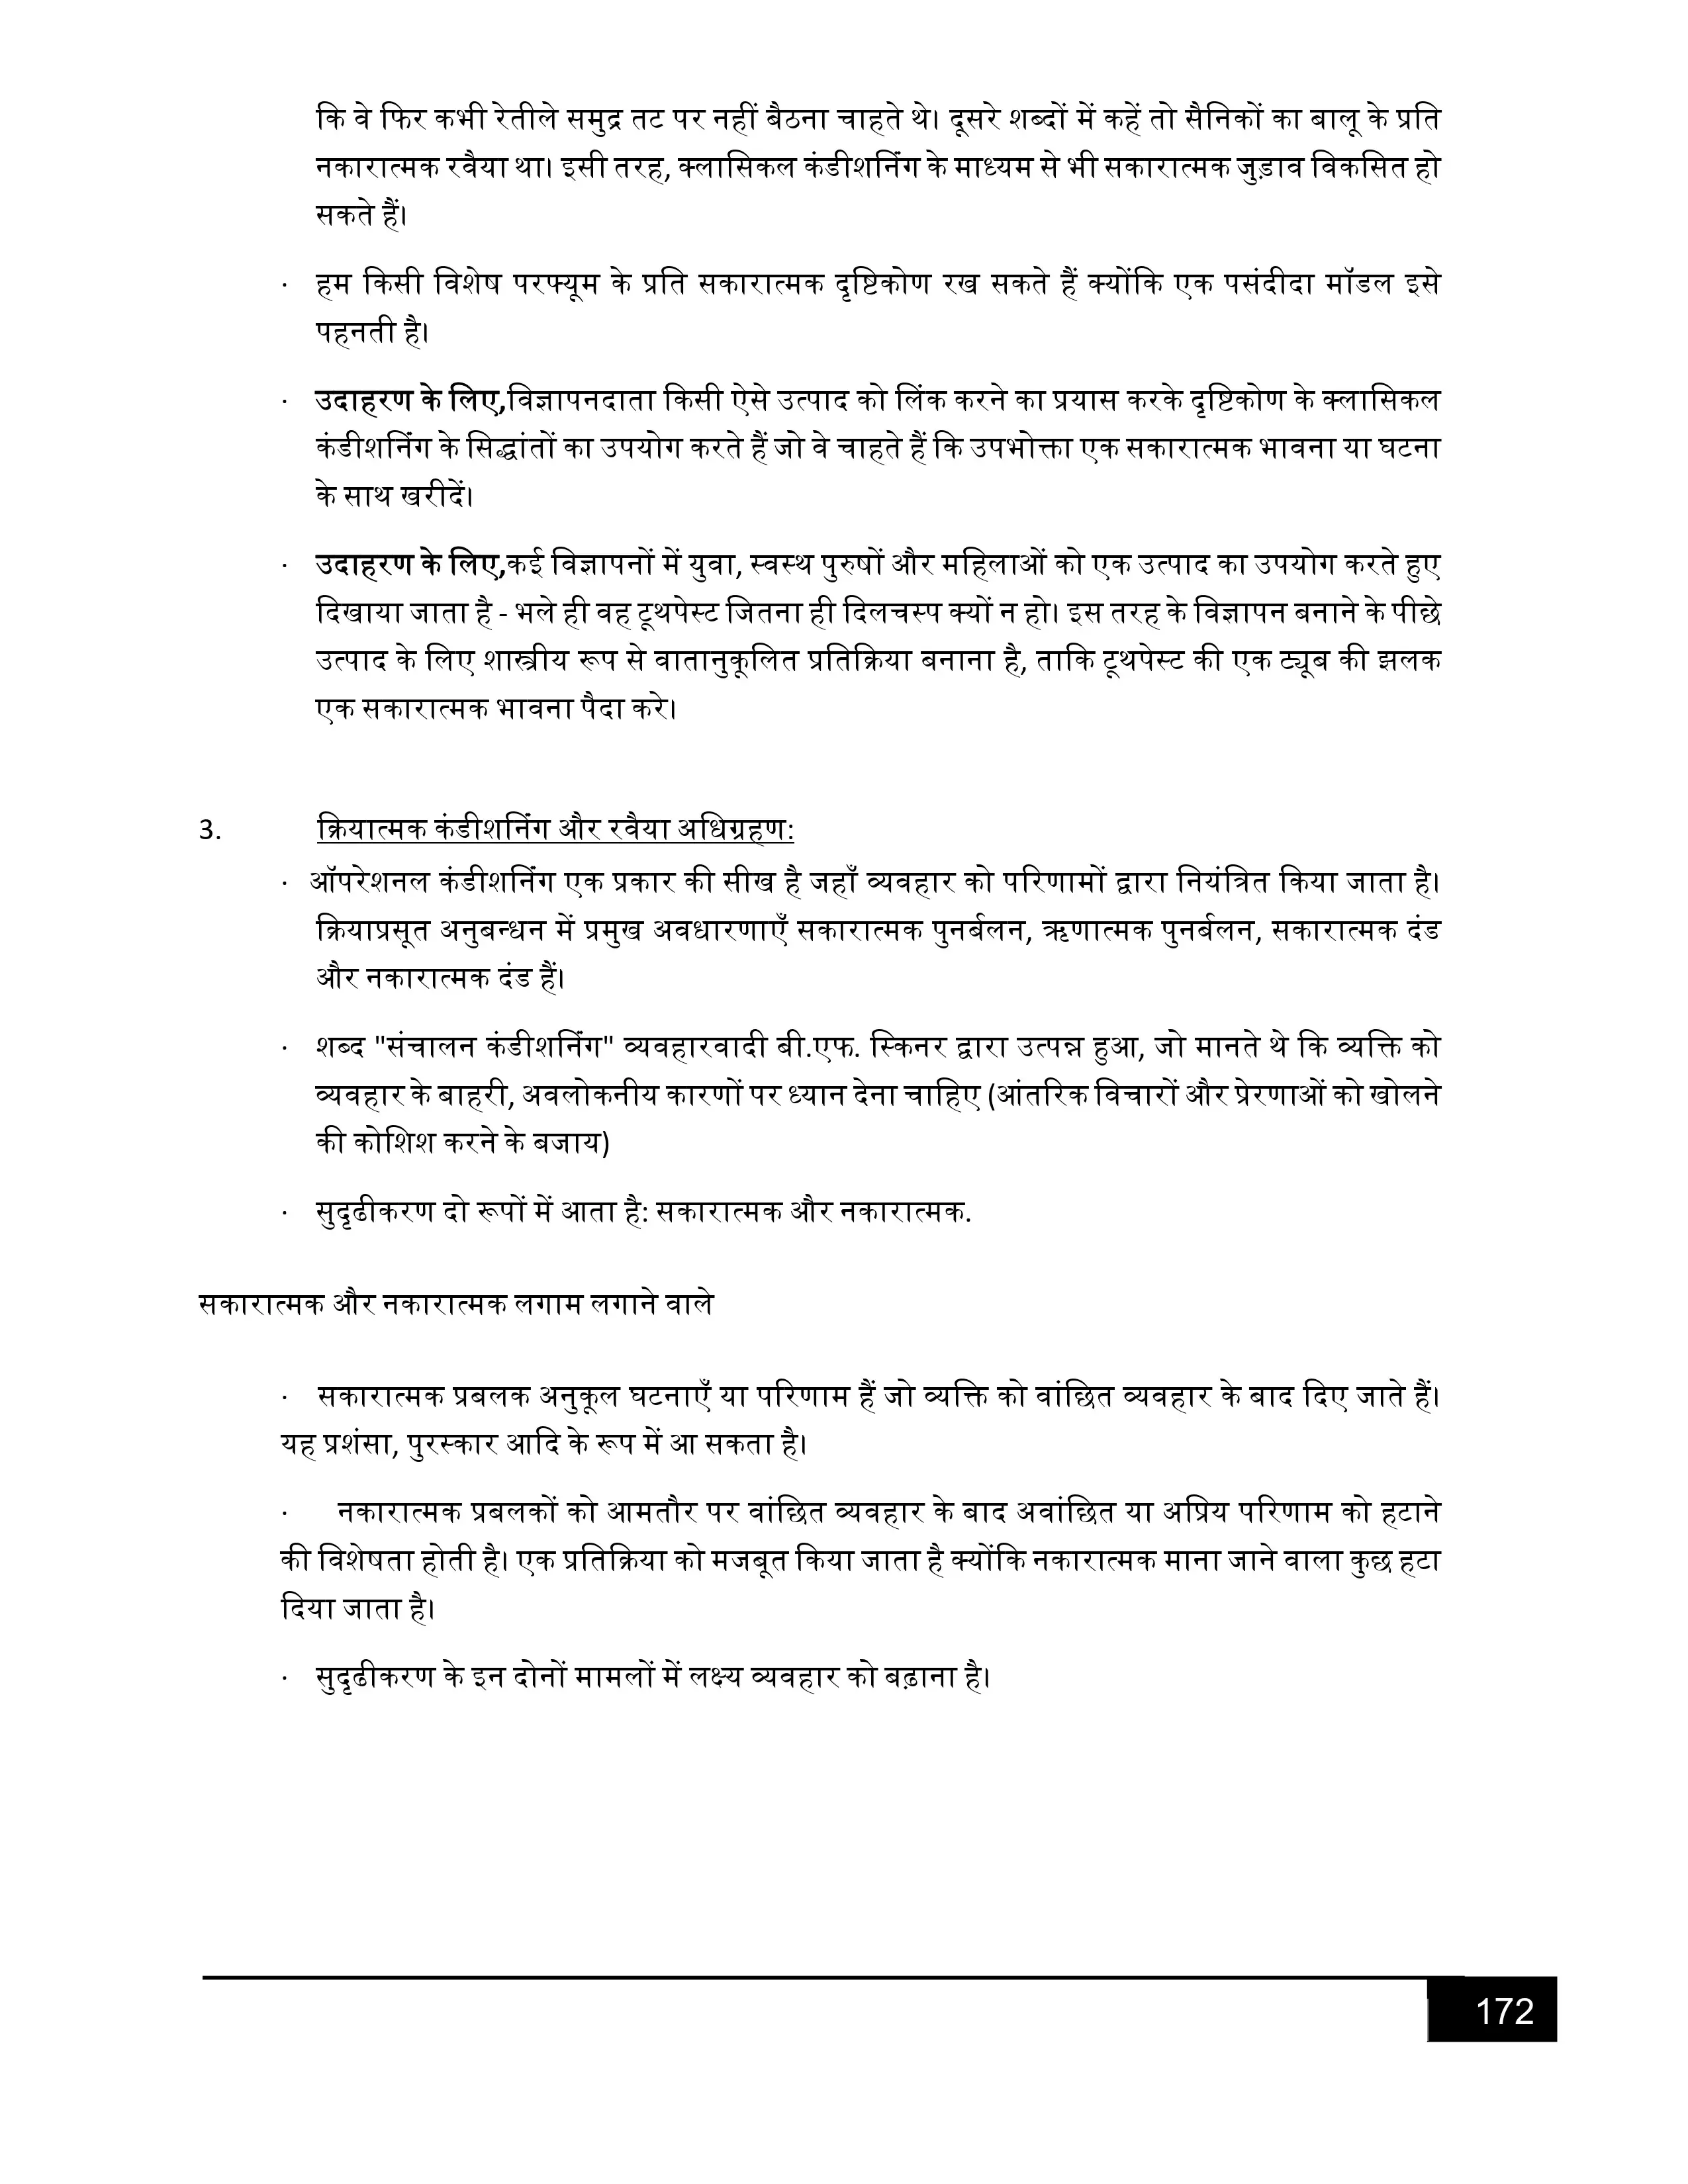 कि वे फिर कभी रेतीले समुद्र तट पर नहीं बैठना चाहते थे। दूसरे शब्दों में कहें तो सैनिकों का बालू के प्रति
नकारात्मक रवैया था। इसी तरह, क्लासिकल कंडीशनिंग के माध्यम से भी सकारात्मक जुड़ाव विकसित हो
सकते हैं।
· हम किसी विशेष परफ्यूम के प्रति सकारात्मक दृष्टिकोण रख सकते हैं क्योंकि एक पसंदीदा मॉडल इसे
पहनती है।
· उदाहरण के लिए,विज्ञापनदाता किसी ऐसे उत्पाद को लिंक करने का प्रयास करके दृष्टिकोण के क्लासिकल
कंडीशनिंग के सिद्धांतों का उपयोग करते हैं जो वे चाहते हैं कि उपभोक्ता एक सकारात्मक भावना या घटना
के साथ खरीदें।
· उदाहरण के लिए,कई विज्ञापनों में युवा, स्वस्थ पुरुषों और महिलाओं को एक उत्पाद का उपयोग करते हुए
दिखाया जाता है - भले ही वह टूथपेस्ट जितना ही दिलचस्प क्यों न हो। इस तरह के विज्ञापन बनाने के पीछे
उत्पाद के लिए शास्त्रीय रूप से वातानुकूलित प्रतिक्रिया बनाना है, ताकि टूथपेस्ट की एक ट्यूब की झलक
एक सकारात्मक भावना पैदा करे।
3. क्रियात्मक कंडीशनिंग और रवैया अधिग्रहण:
· ऑपरेशनल कंडीशनिंग एक प्रकार की सीख है जहाँ व्यवहार को परिणामों द्वारा नियंत्रित किया जाता है।
क्रियाप्रसूत अनुबन्धन में प्रमुख अवधारणाएँ सकारात्मक पुनर्बलन, ऋणात्मक पुनर्बलन, सकारात्मक दंड
और नकारात्मक दंड हैं।
· शब्द "संचालन कंडीशनिंग" व्यवहारवादी बी.एफ. स्किनर द्वारा उत्पन्न हुआ, जो मानते थे कि व्यक्ति को
व्यवहार के बाहरी, अवलोकनीय कारणों पर ध्यान देना चाहिए (आंतरिक विचारों और प्रेरणाओं को खोलने
की कोशिश करने के बजाय)
· सुदृढीकरण दो रूपों में आता है: सकारात्मक और नकारात्मक.
सकारात्मक और नकारात्मक लगाम लगाने वाले
· सकारात्मक प्रबलक अनुकूल घटनाएँ या परिणाम हैं जो व्यक्ति को वांछित व्यवहार के बाद दिए जाते हैं।
यह प्रशंसा, पुरस्कार आदि के रूप में आ सकता है।
· नकारात्मक प्रबलकों को आमतौर पर वांछित व्यवहार के बाद अवांछित या अप्रिय परिणाम को हटाने
की विशेषता होती है। एक प्रतिक्रिया को मजबूत किया जाता है क्योंकि नकारात्मक माना जाने वाला कुछ हटा
दिया जाता है।
· सुदृढीकरण के इन दोनों मामलों में लक्ष्य व्यवहार को बढ़ाना है।
172